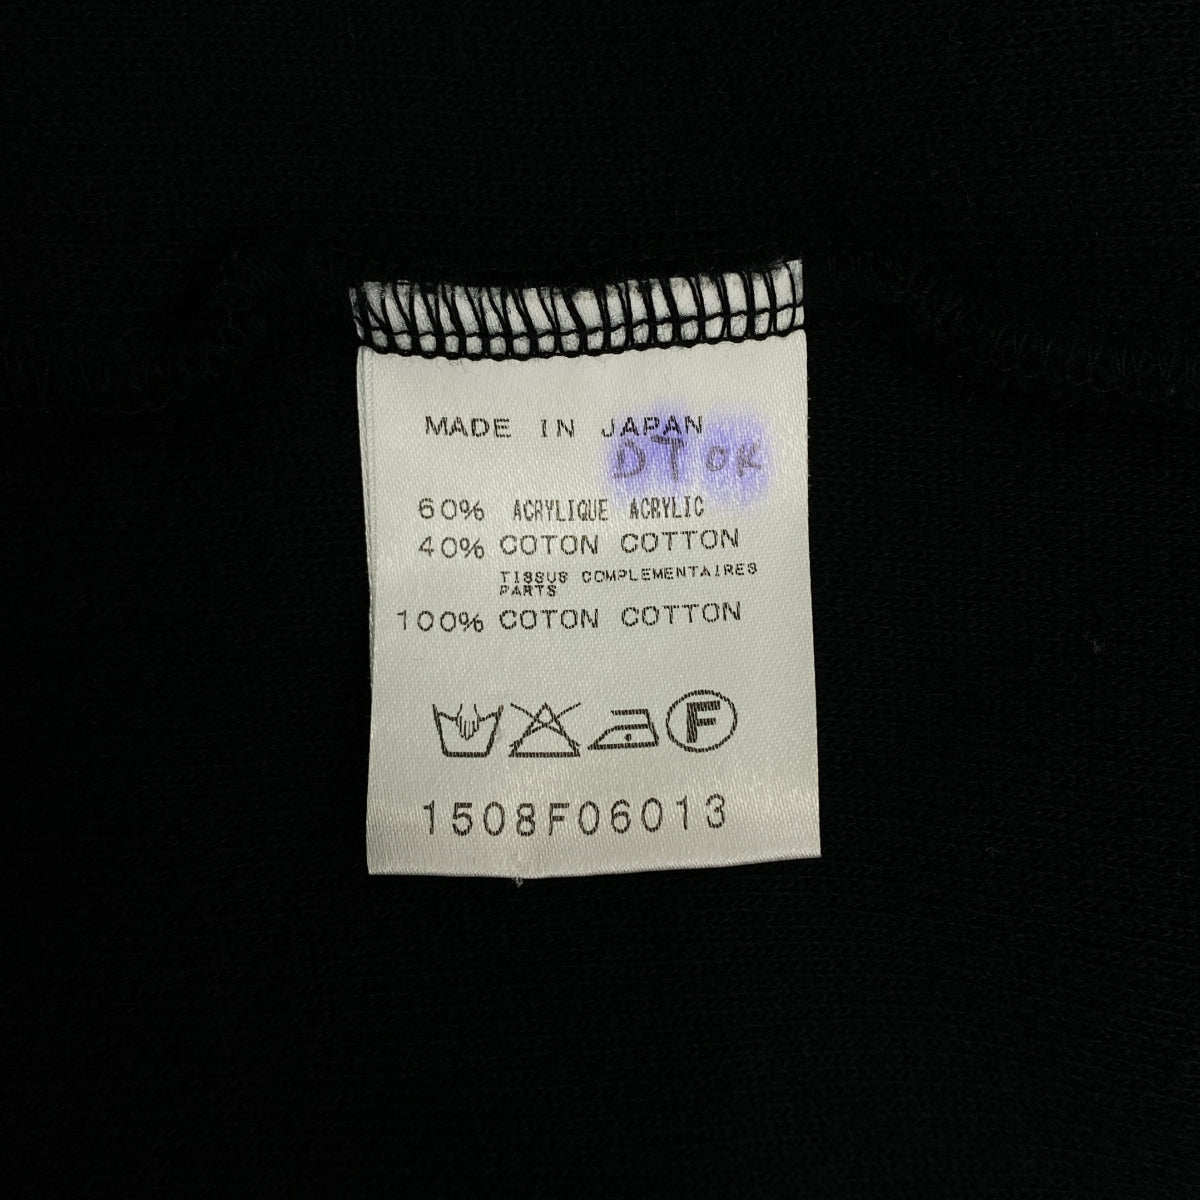 MADE IN JAPAN
DT OK
60% ACRYLIQUE ACRYLIC
40% COTON COTTON
TISSUS COMPLEMENTAIRES
PARTS
100% COTON COTTON
F
1508F06013